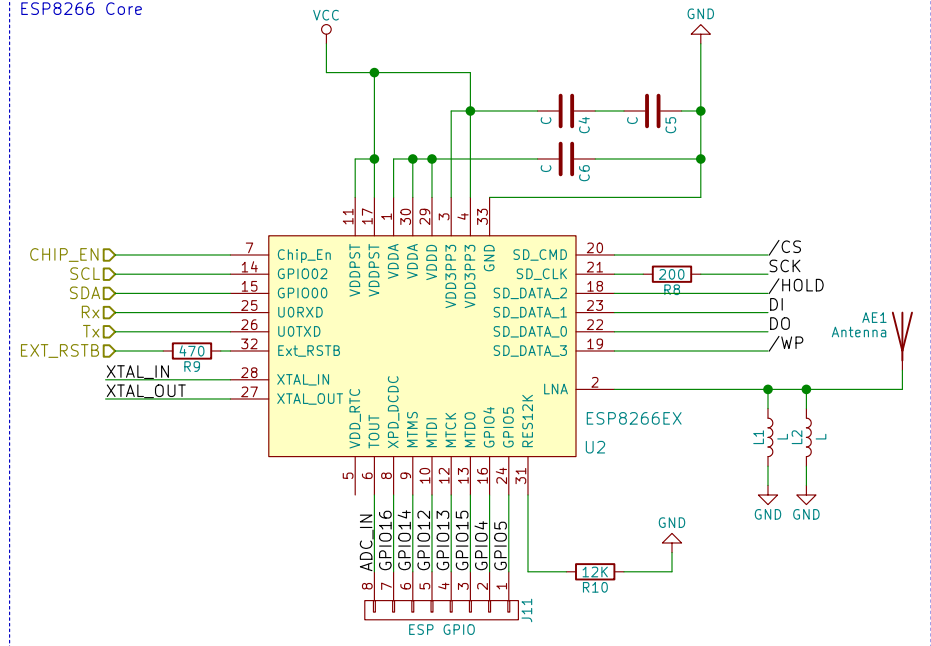 ESP8266 Core
VCC
GND
C
C4
C
C5
C
C6
11
17
1
30
29
3
4
33
VDDPST
VDDPST
VDDA
VDDA
VDDD
VDD3PP3
VDD3PP3
GND
CHIP_EN
7
Chip_En
SCL
14
GPIO02
SDA
15
GPIO00
Rx
25
U0RXD
Tx
26
U0TXD
EXT_RSTB
470
R9
32
Ext_RSTB
XTAL_IN
28
XTAL_IN
XTAL_OUT
27
XTAL_OUT
SD_CMD
20
/CS
SD_CLK
21
200
R8
SCK
SD_DATA_2
18
/HOLD
SD_DATA_1
23
DI
SD_DATA_0
22
DO
SD_DATA_3
19
/WP
LNA
2
AE1
Antenna
ESP8266EX
U2
L1
L
L2
L
GND
GND
VDD_RTC
TOUT
XPD_DCDC
MTMS
MTDI
MTCK
MTDO
GPIO4
GPIO5
RES12K
5
6
8
9
10
12
13
16
24
31
ADC_IN
GPIO16
GPIO14
GPIO12
GPIO13
GPIO15
GPIO4
GPIO5
8
7
6
5
4
3
2
1
J11
ESP GPIO
GND
12K
R10